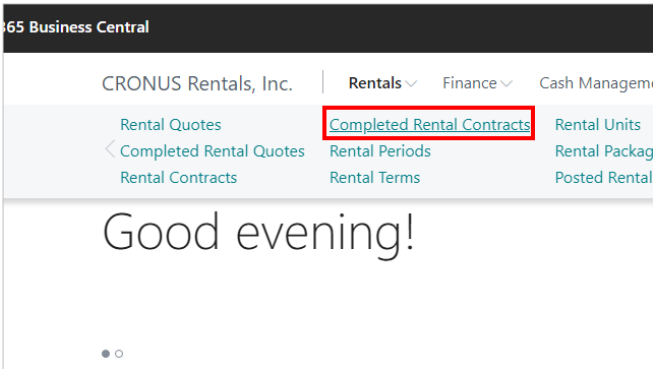 365 Business Central
CRONUS Rentals, Inc. Rentals Finance Cash Manageme
Rental Quotes Completed Rental Contracts Rental Units
Completed Rental Quotes Rental Periods Rental Packag
Rental Contracts Rental Terms Posted Rental
Good evening!